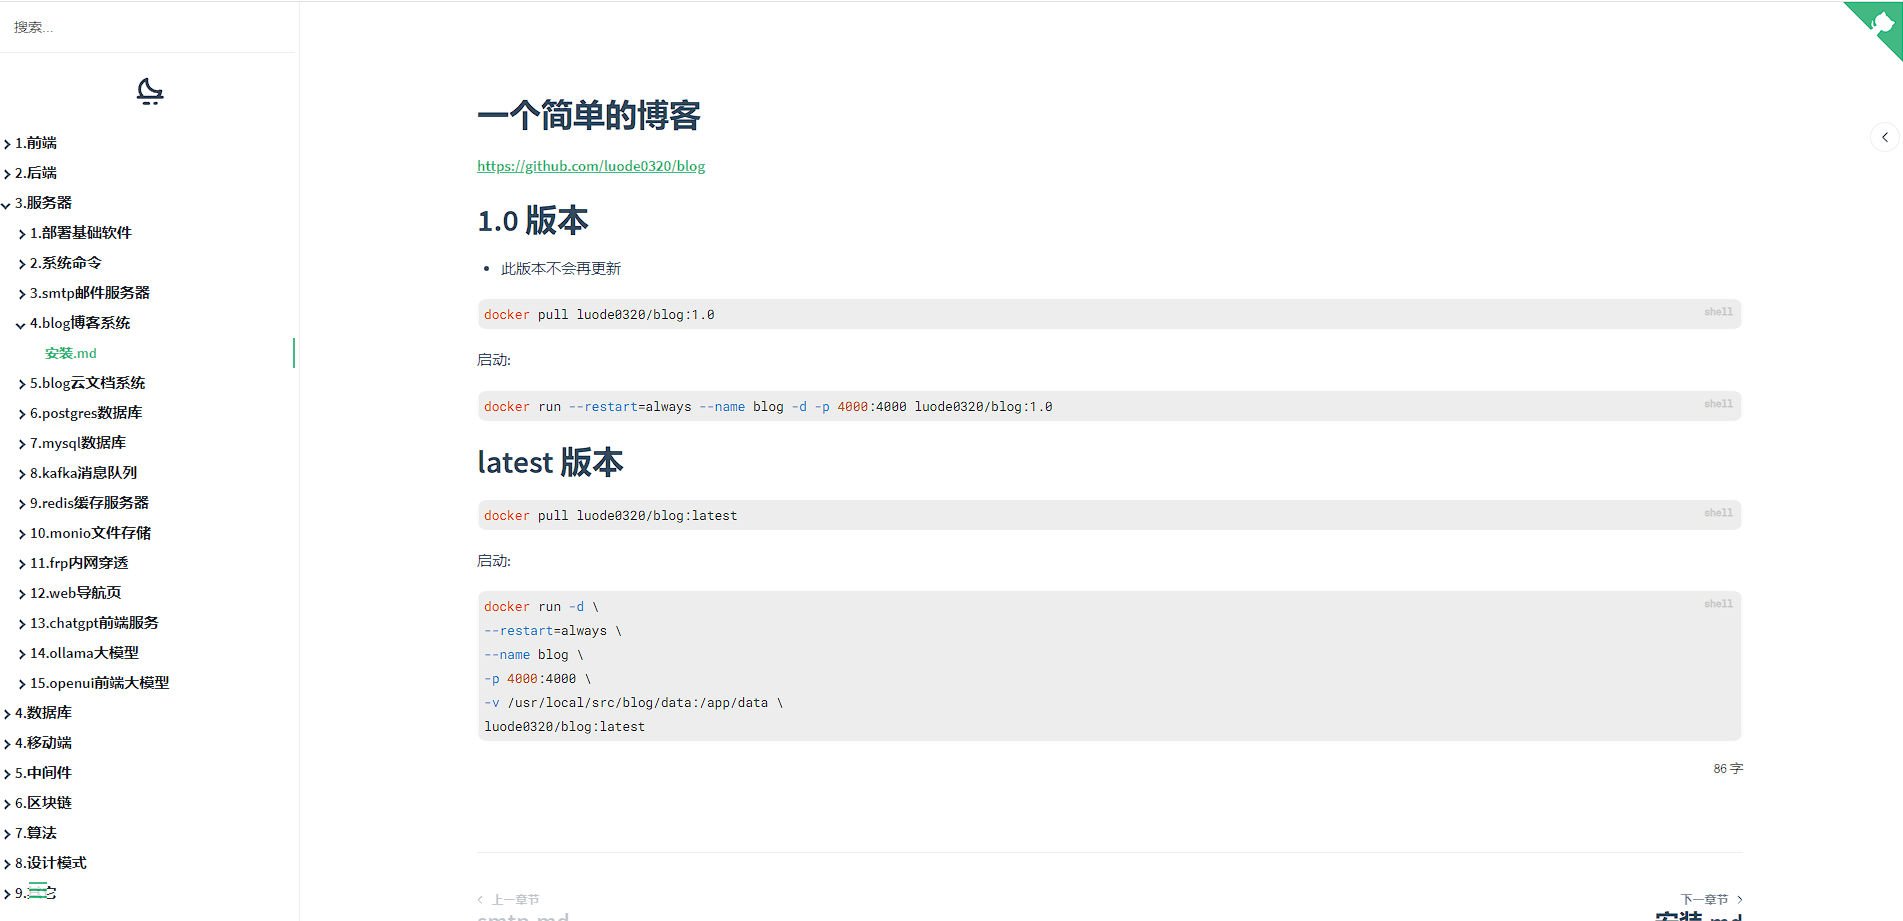 搜索...
1.前端
2.后端
3.服务器
1.部署基础软件
2.系统命令
3.smtp邮件服务器
4.blog博客系统
安装.md
5.blog云文档系统
6.postgres数据库
7.mysql数据库
8.kafka消息队列
9.redis缓存服务器
10.monio文件存储
11.frp内网穿透
12.web导航页
13.chatgpt前端服务
14.ollama大模型
15.openui前端大模型
4.数据库
4.移动端
5.中间件
6.区块链
7.算法
8.设计模式
9.
一个简单的博客
https://github.com/luode0320/blog
1.0 版本
此版本不会再更新
docker pull luode0320/blog:1.0
shell
启动:
docker run --restart=always --name blog -d -p 4000:4000 luode0320/blog:1.0
shell
latest 版本
docker pull luode0320/blog:latest
shell
启动:
docker run -d \
shell
--restart=always \
--name blog \
-p 4000:4000 \
-v /usr/local/src/blog/data:/app/data \
luode0320/blog:latest
86 字
上一章节
smtp.md
下一章节
安装.md